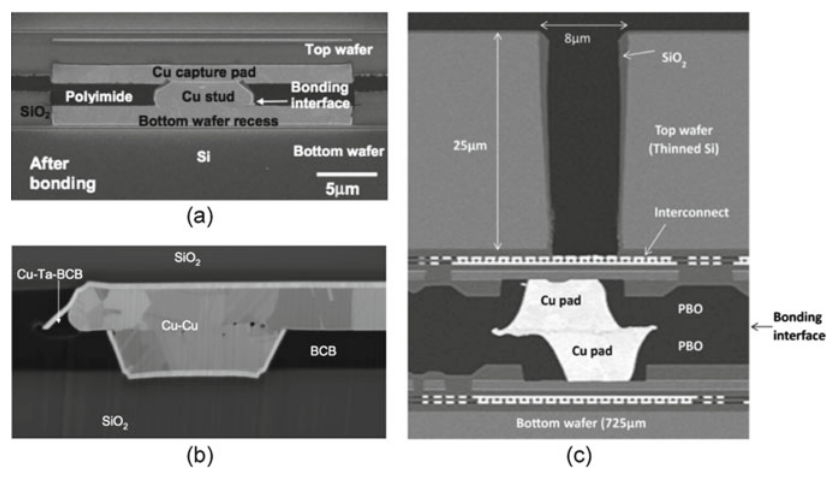 Top wafer
Cu capture pad
Polyimide
Cu stud
Bonding
interface
SiO2
Bottom wafer recess
After
bonding
Si
Bottom wafer
5μm
(a)
SiO2
Cu-Ta-BCB
Cu-Cu
BCB
SiO2
(b)
8μm
SiO2
25μm
Top wafer
(Thinned Si)
Interconnect
Cu pad
PBO
Bonding
interface
Cu pad
PBO
Bottom wafer (725μm
(c)